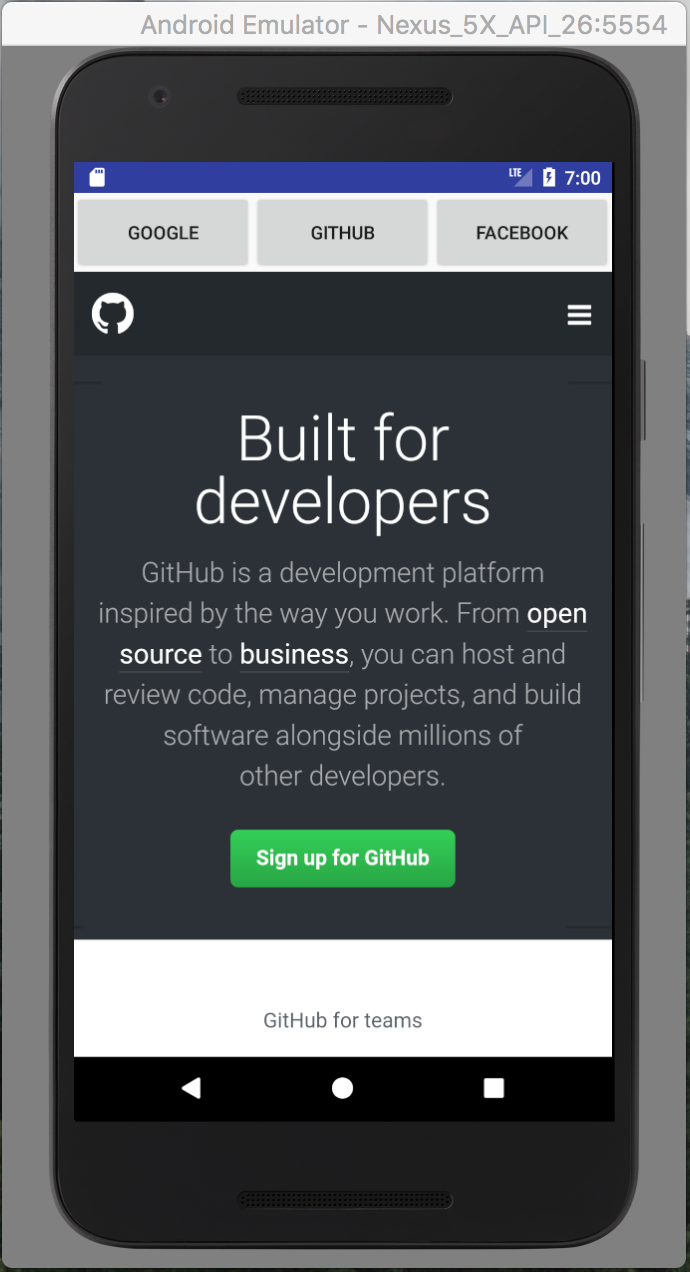 Android Emulator - Nexus_5X_API_26:5554
LTE 7:00
GOOGLE GITHUB FACEBOOK
Built for
developers
GitHub is a development platform
inspired by the way you work. From open
source to business, you can host and
review code, manage projects, and build
software alongside millions of
other developers.
Sign up for GitHub
GitHub for teams